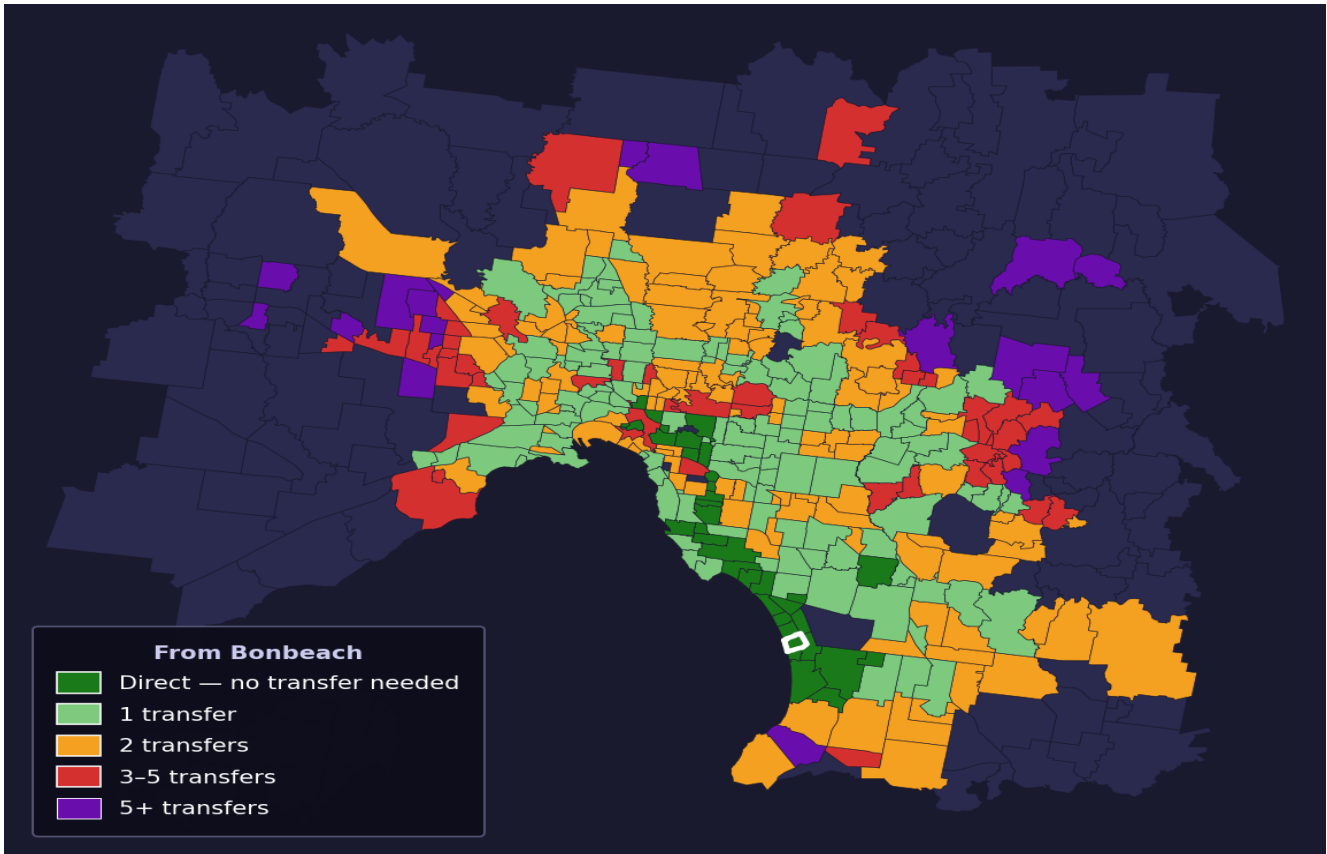 From Bonbeach
Direct — no transfer needed
1 transfer
2 transfers
3–5 transfers
5+ transfers